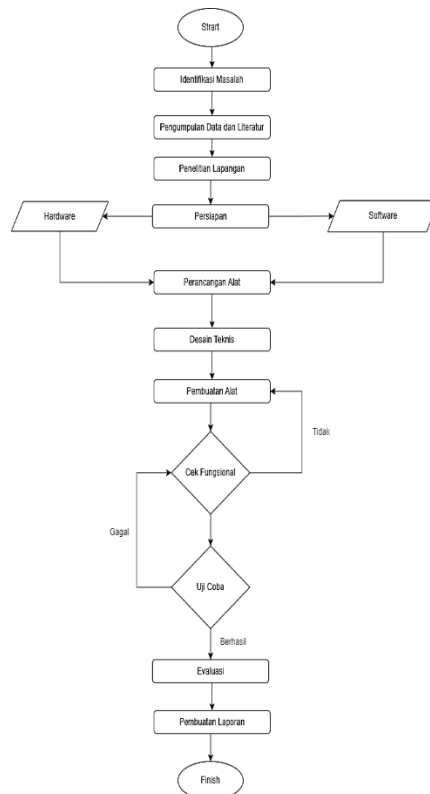 Strart
Identifikasi Masalah
Pengumpulan Data dan Literatur
Penelitian Lapangan
Hardware
Persiapan
Software
Perancangan Alat
Desain Teknis
Pembuatan Alat
Tidak
Cek Fungsional
Gagal
Uji Coba
Berhasil
Evaluasi
Pembuatan Laporan
Finish